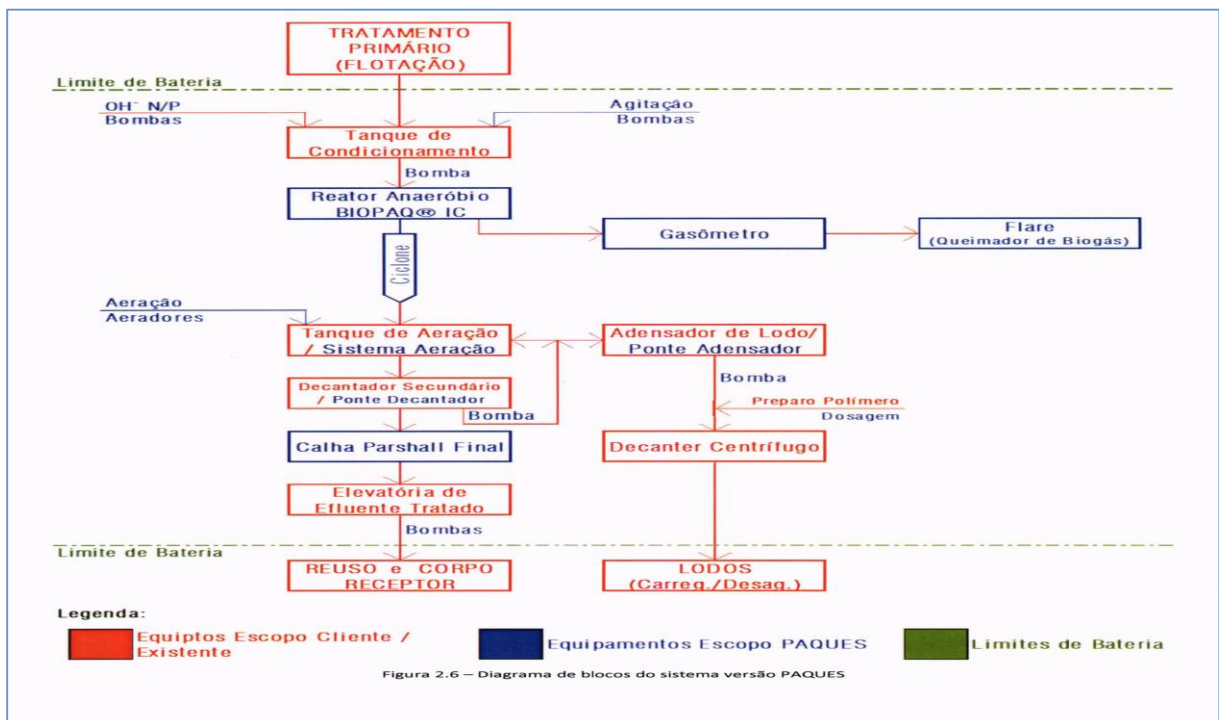 TRATAMENTO
PRIMÁRIO
(FLOTAÇÃO)
Limite de Bateria
OH⁻ N/P
Bombas
Agitação
Bombas
Tanque de
Condicionamento
Bomba
Reator Anaeróbio
BIOPAQ® IC
Gasômetro
Flare
(Queimador de Biogás)
Ciclone
Aeração
Aeradores
Tanque de Aeração
/ Sistema Aeração
Adensador de Lodo/
Ponte Adensador
Bomba
Decantador Secundário
/ Ponte Decantador
Bomba
Preparo Polímero
Dosagem
Calha Parshall Final
Decanter Centrífugo
Elevatória de
Efluente Tratado
Bombas
Limite de Bateria
REUSO e CORPO
RECEPTOR
LODOS
(Carreg./Desag.)
Legenda:
Equiptos Escopo Cliente /
Existente
Equipamentos Escopo PAQUES
Limites de Bateria
Figura 2.6 – Diagrama de blocos do sistema versão PAQUES